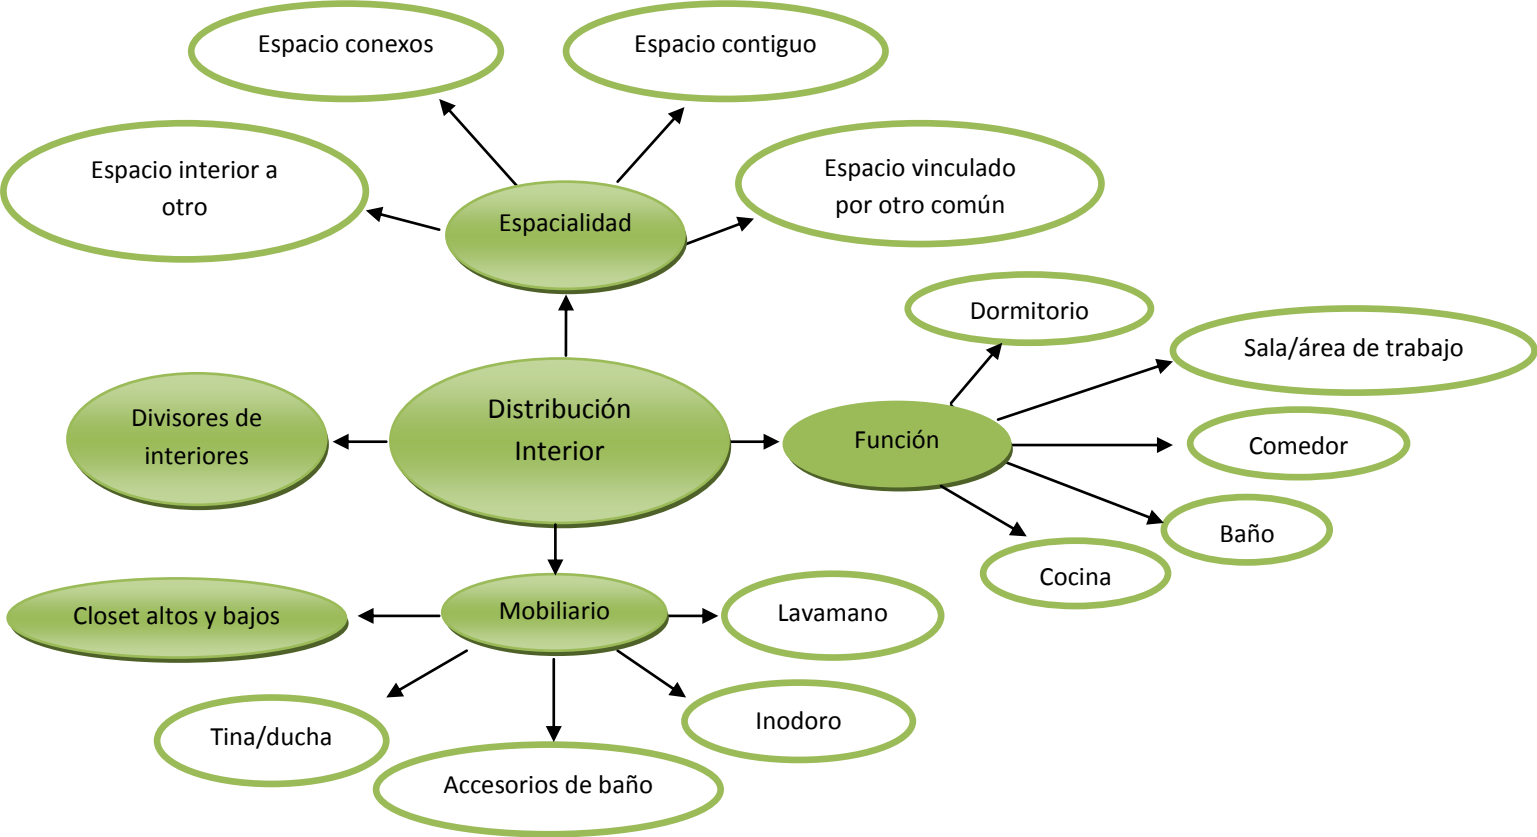 Espacio conexos
Espacio contiguo
Espacio interior a
otro
Espacio vinculado
por otro común
Espacialidad
Dormitorio
Sala/área de trabajo
Divisores de
interiores
Distribución
Interior
Función
Comedor
Baño
Cocina
Closet altos y bajos
Mobiliario
Lavamano
Inodoro
Tina/ducha
Accesorios de baño